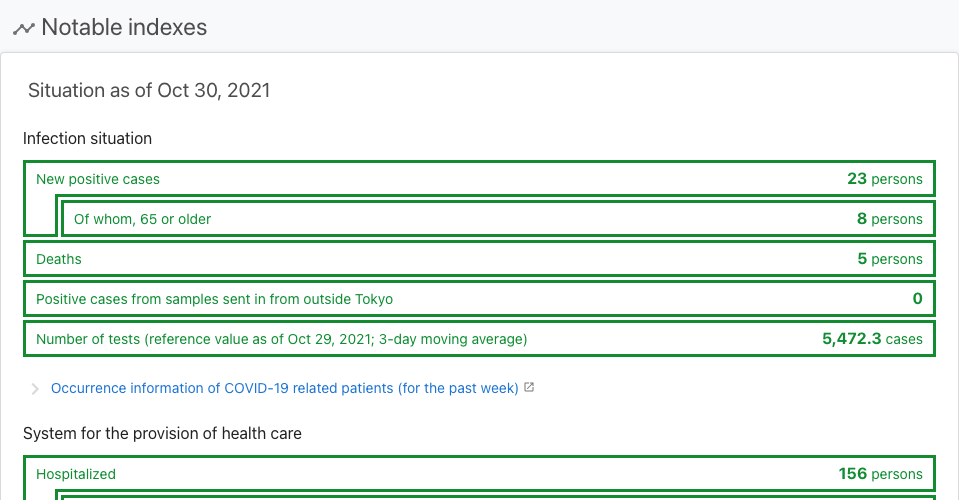 Notable indexes
Situation as of Oct 30, 2021
Infection situation
New positive cases 23 persons
Of whom, 65 or older 8 persons
Deaths 5 persons
Positive cases from samples sent in from outside Tokyo 0
Number of tests (reference value as of Oct 29, 2021; 3-day moving average) 5,472.3 cases
Occurrence information of COVID-19 related patients (for the past week)
System for the provision of health care
Hospitalized 156 persons